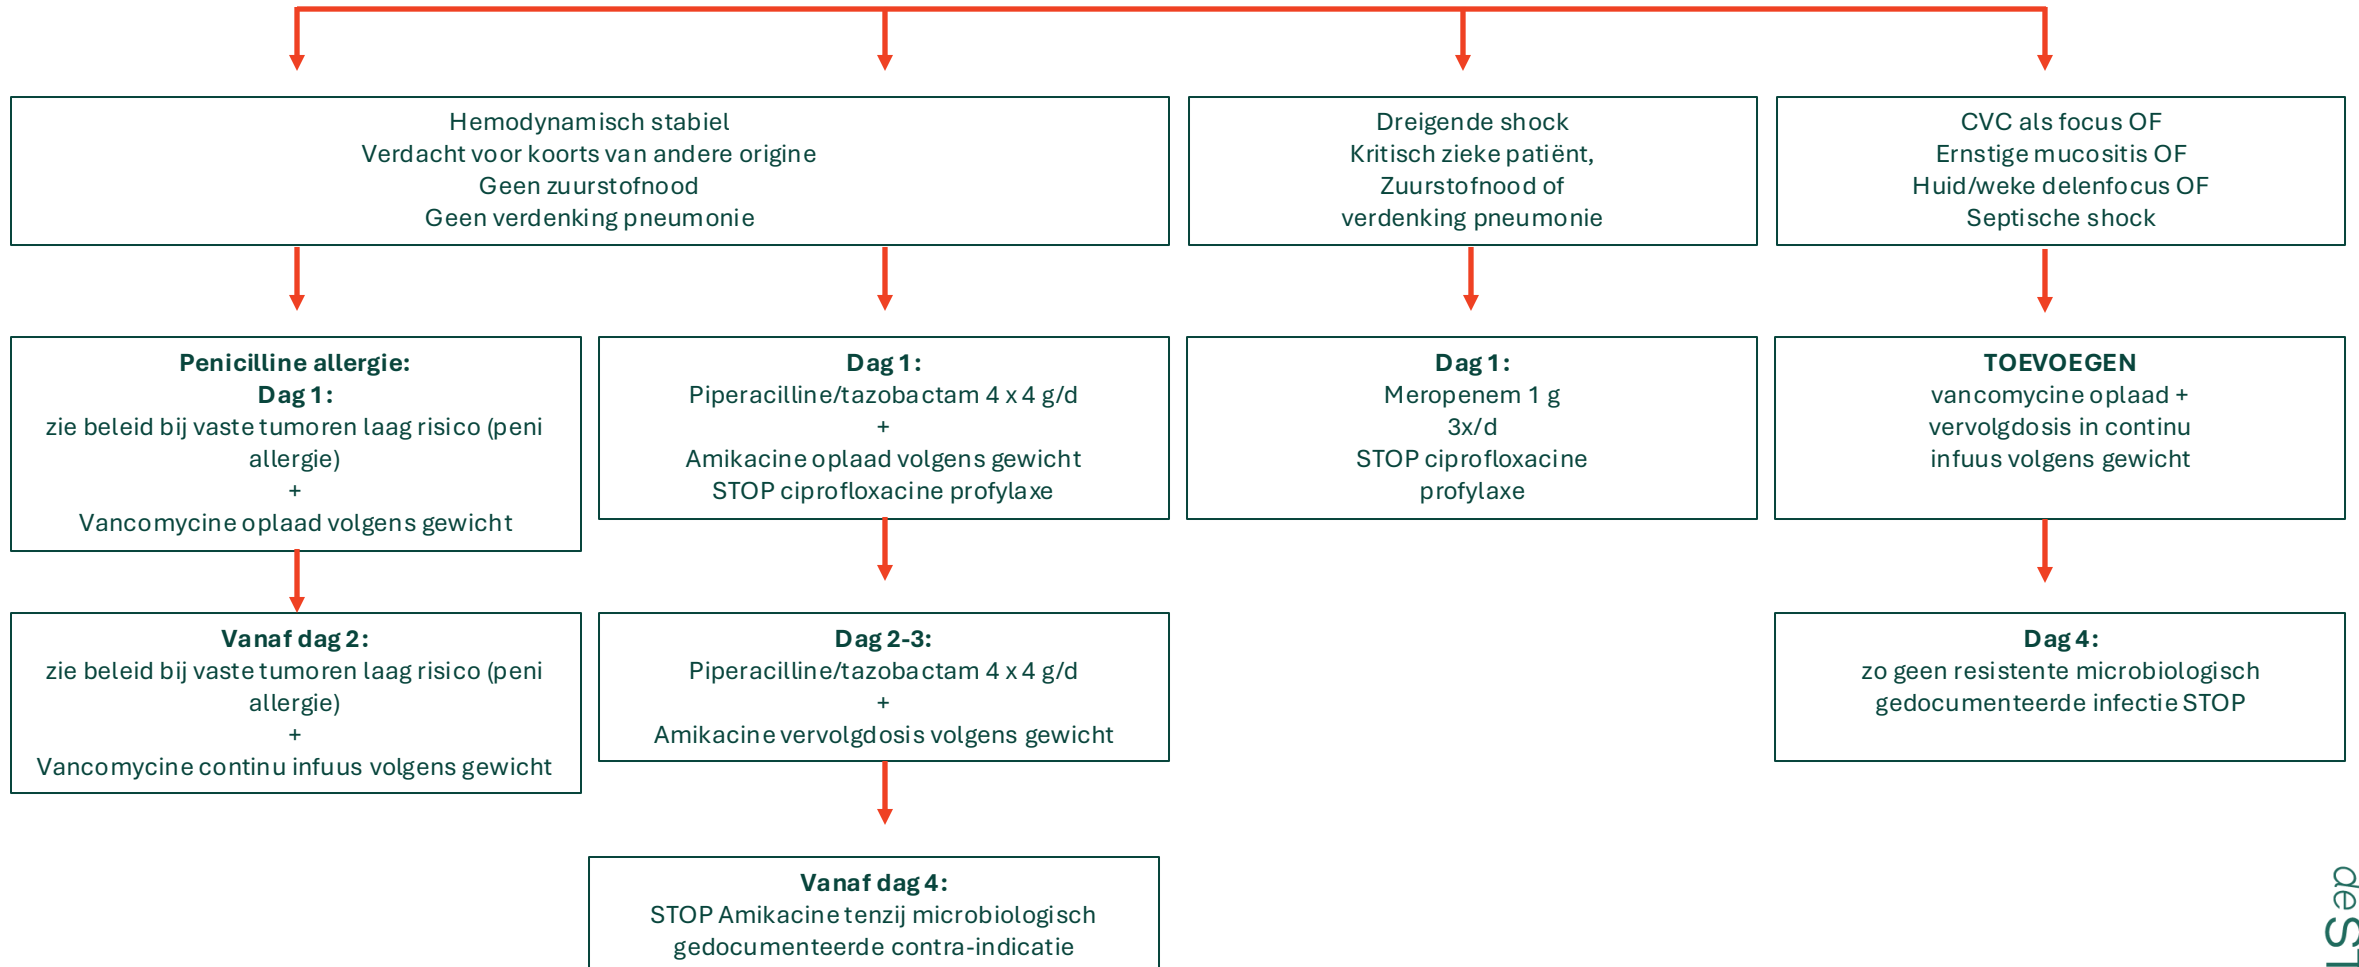 Hemodynamisch stabiel
Verdacht voor koorts van andere origine
Geen zuurstofnood
Geen verdenking pneumonie
Dreigende shock
Kritisch zieke patiënt,
Zuurstofnood of
verdenking pneumonie
CVC als focus OF
Ernstige mucositis OF
Huid/weke delenfocus OF
Septische shock
Penicilline allergie:
Dag 1:
zie beleid bij vaste tumoren laag risico (peni
allergie)
+
Vancomycine oplaad volgens gewicht
Dag 1:
Piperacilline/tazobactam 4 x 4 g/d
+
Amikacine oplaad volgens gewicht
STOP ciprofloxacine profylaxe
Dag 1:
Meropenem 1 g
3x/d
STOP ciprofloxacine
profylaxe
TOEVOEGEN
vancomycine oplaad +
vervolgdosis in continu
infuus volgens gewicht
Vanaf dag 2:
zie beleid bij vaste tumoren laag risico (peni
allergie)
+
Vancomycine continu infuus volgens gewicht
Dag 2-3:
Piperacilline/tazobactam 4 x 4 g/d
+
Amikacine vervolgdosis volgens gewicht
Dag 4:
zo geen resistente microbiologisch
gedocumenteerde infectie STOP
Vanaf dag 4:
STOP Amikacine tenzij microbiologisch
gedocumenteerde contra-indicatie